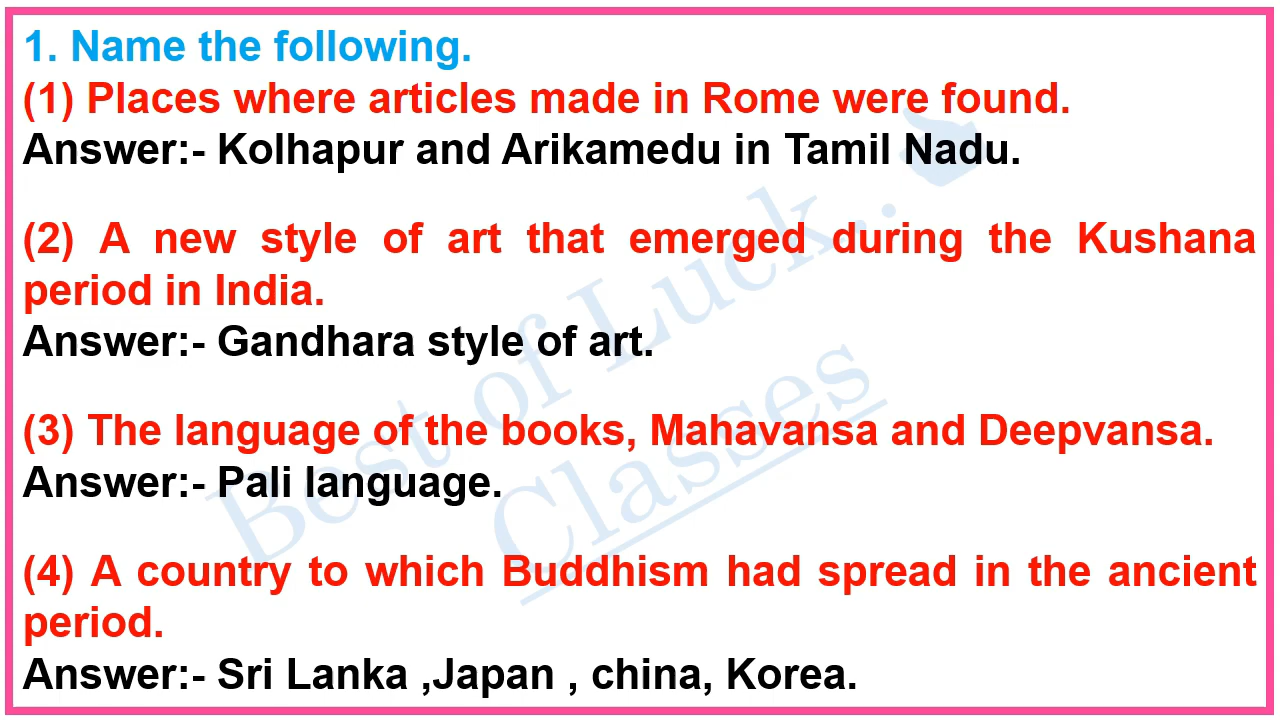 1. Name the following.
(1) Places where articles made in Rome were found.
Answer:- Kolhapur and Arikamedu in Tamil Nadu.
(2) A new style of art that emerged during the Kushana
period in India.
Answer:- Gandhara style of art.
(3) The language of the books, Mahavansa and Deepvansa.
Answer:- Pali language.
(4) A country to which Buddhism had spread in the ancient
period.
Answer:- Sri Lanka ,Japan , china, Korea.
Best of Luck..
Classes